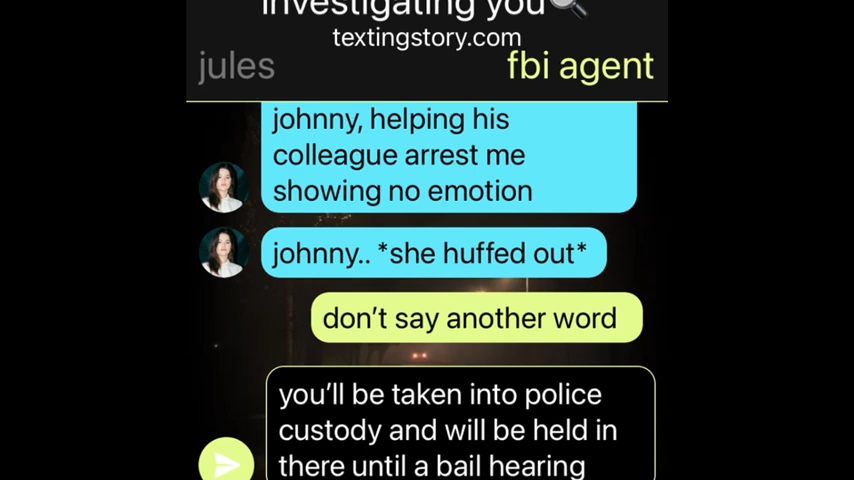 investigating you🔍
textingstory.com
jules
fbi agent
johnny, helping his
colleague arrest me
showing no emotion
johnny.. *she huffed out*
don’t say another word
you’ll be taken into police
custody and will be held in
there until a bail hearing